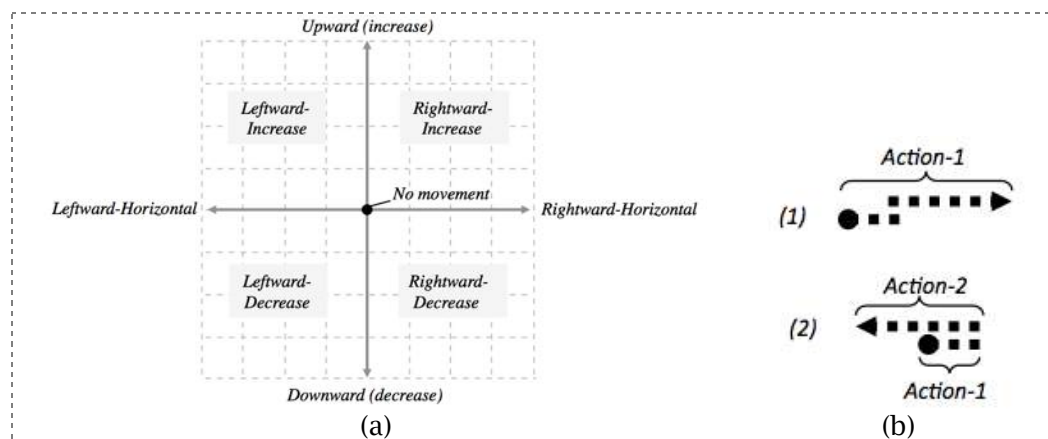 Upward (increase)
Leftward-
Increase
Rightward-
Increase
No movement
Leftward-Horizontal
Rightward-Horizontal
Leftward-
Decrease
Rightward-
Decrease
Downward (decrease)
(a)
Action-1
(1)
Action-2
(2)
Action-1
(b)